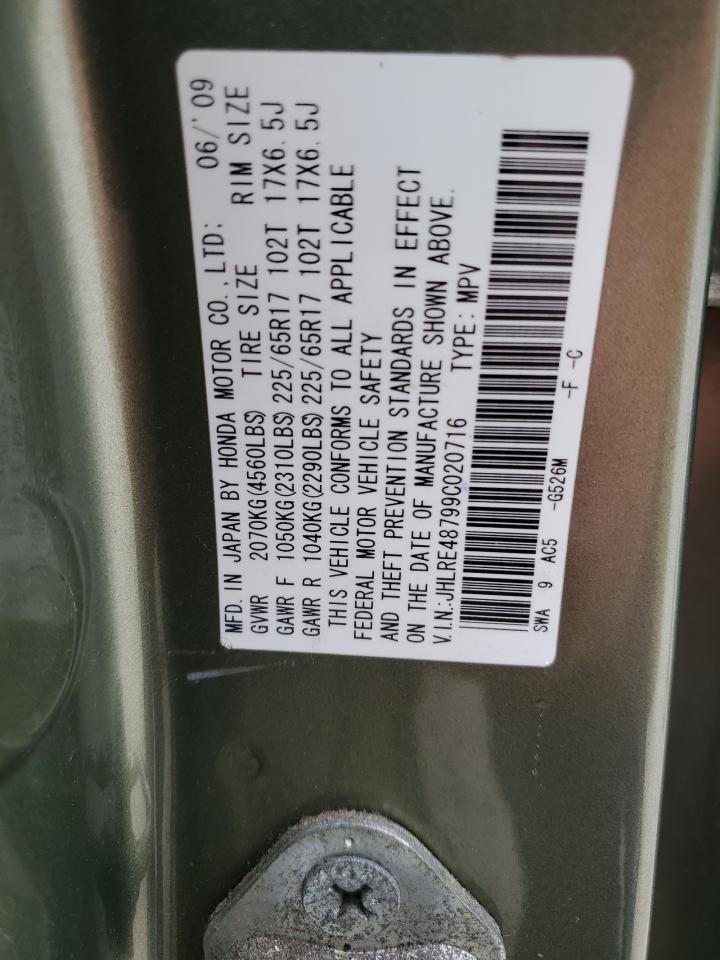 MFD. IN JAPAN BY HONDA MOTOR CO., LTD: 06/'09
GVWR 2070KG(4560LBS) TIRE SIZE RIM SIZE
GAWR F 1050KG(2310LBS) 225/65R17 102T 17X6.5J
GAWR R 1040KG(2290LBS) 225/65R17 102T 17X6.5J
THIS VEHICLE CONFORMS TO ALL APPLICABLE
FEDERAL MOTOR VEHICLE SAFETY
AND THEFT PREVENTION STANDARDS IN EFFECT
ON THE DATE OF MANUFACTURE SHOWN ABOVE.
V.I.N.:JHLRE48799C020716 TYPE: MPV
SWA 9 AC5 -G526M -F -C